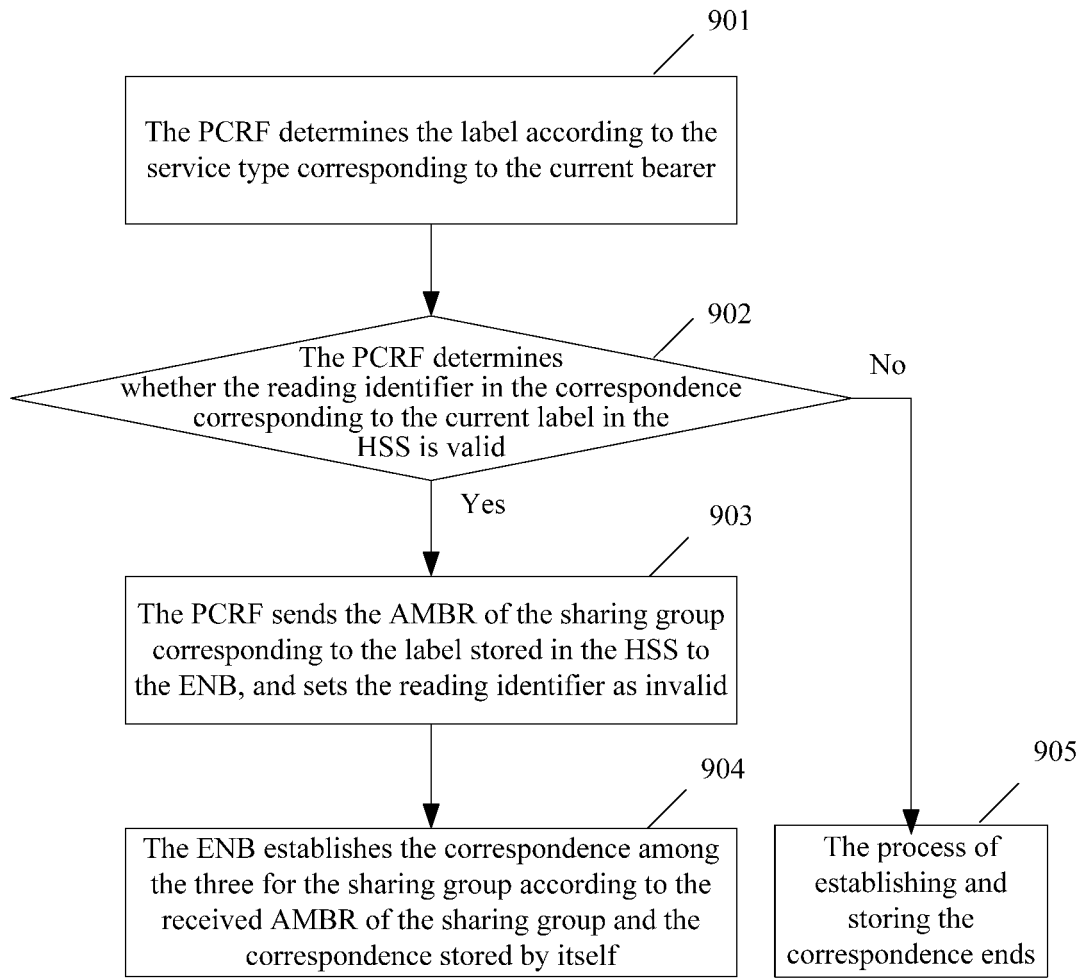 901
The PCRF determines the label according to the
service type corresponding to the current bearer
902
The PCRF determines
whether the reading identifier in the correspondence
corresponding to the current label in the
HSS is valid
No
Yes
903
The PCRF sends the AMBR of the sharing group
corresponding to the label stored in the HSS to
the ENB, and sets the reading identifier as invalid
904
The ENB establishes the correspondence among
the three for the sharing group according to the
received AMBR of the sharing group and the
correspondence stored by itself
905
The process of
establishing and
storing the
correspondence ends